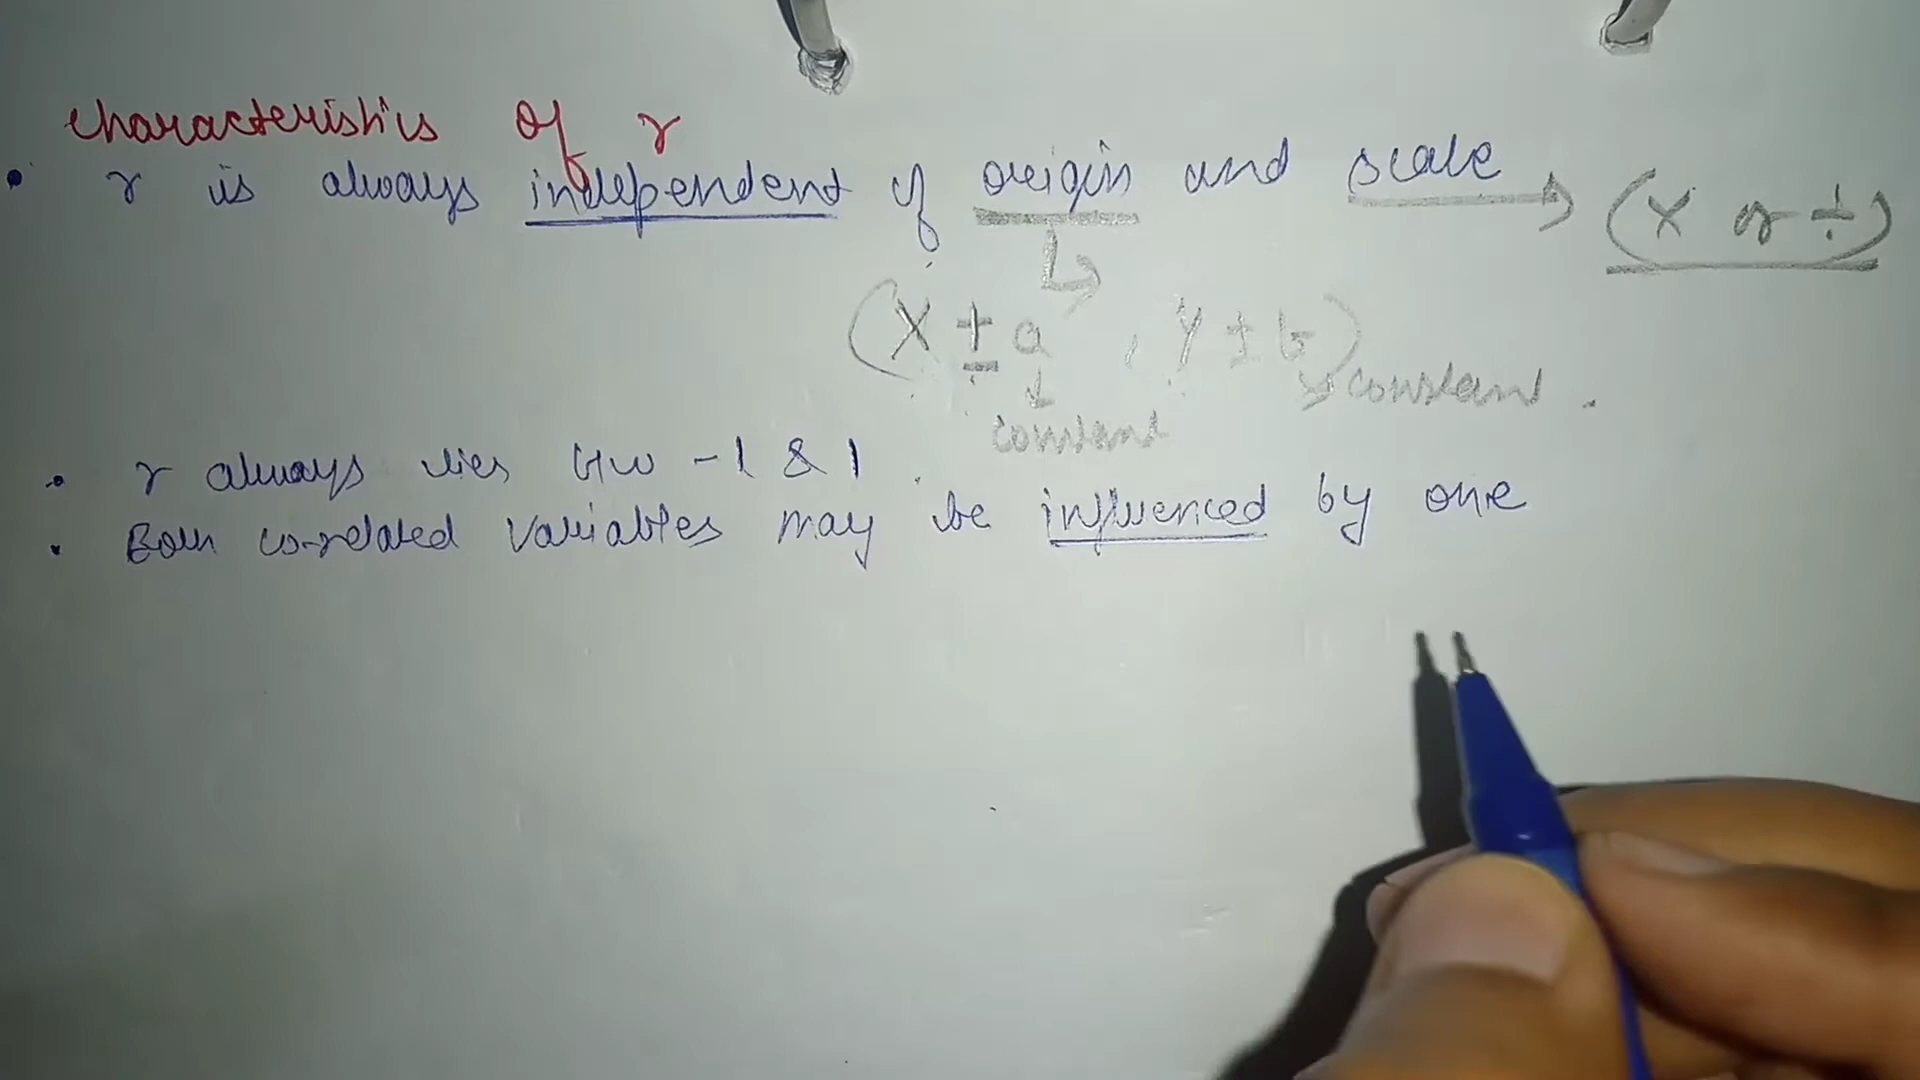 characteristics of r
• r is always independent of origin and scale → (X or ÷)
(X ± a , Y ± b)
constant constant .
• r always lies btw -1 & 1 .
• Both co-related variables may be influenced by one